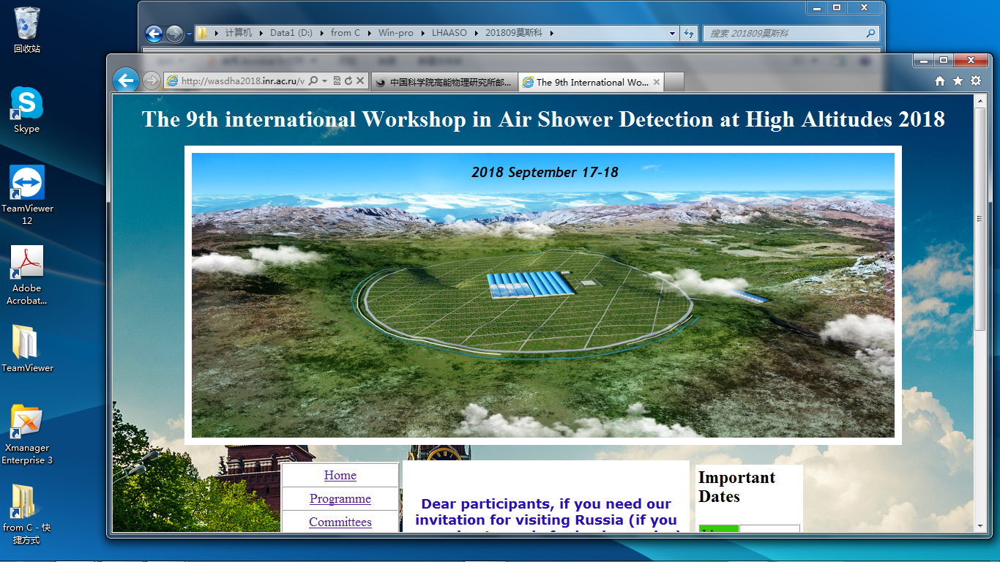 回收站
Skype
TeamViewer
12
Adobe
Acrobat...
TeamViewer
Xmanager
Enterprise 3
from C - 快
捷方式
计算机 Data1 (D:) from C Win-pro LHAASO 201809莫斯科
搜索 201809莫斯科
http://wasdha2018.inr.ac.ru/v
中国科学院高能物理研究所邮...
The 9th International Wo...
The 9th international Workshop in Air Shower Detection at High Altitudes 2018
2018 September 17-18
Home
Programme
Committees
Dear participants, if you need our
invitation for visiting Russia (if you
Important
Dates